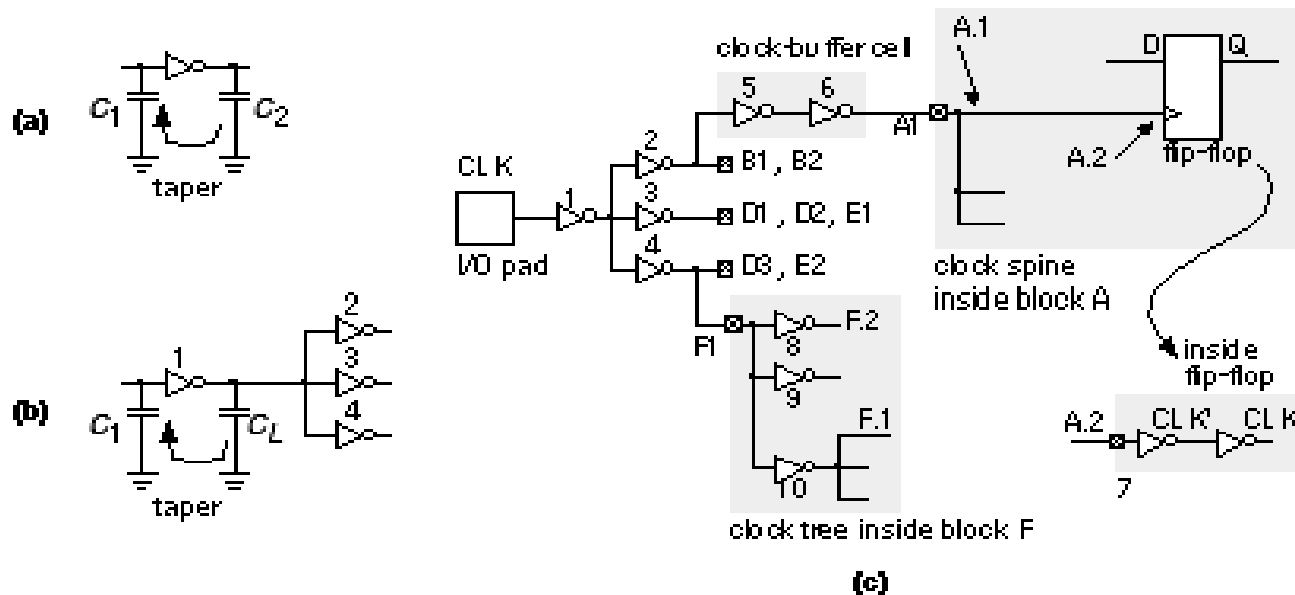 (a)
C1
C2
taper
(b)
1
2
3
4
C1
CL
taper
CLK
I/O pad
1
2
3
4
clock-buffer cell
5
6
A1
B1, B2
D1, D2, E1
D3, E2
F1
8
F.2
9
F.1
10
clock tree inside block F
A.1
D
Q
A.2
flip-flop
clock spine
inside block A
inside
flip-flop
A.2
CLK'
CLK
7
(c)